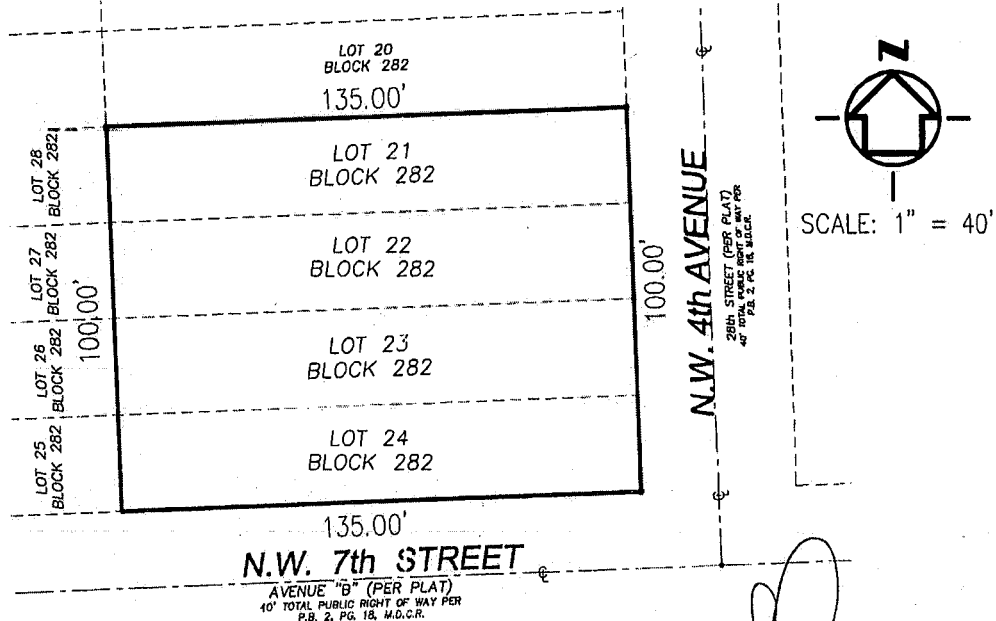 LOT 20
BLOCK 282
135.00'
LOT 21
BLOCK 282
LOT 22
BLOCK 282
LOT 23
BLOCK 282
LOT 24
BLOCK 282
135.00'
LOT 28
BLOCK 282
LOT 27
BLOCK 282
LOT 26
BLOCK 282
LOT 25
BLOCK 282
100.00'
100.00'
N.W. 4th AVENUE
28th STREET (PER PLAT)
40' TOTAL PUBLIC RIGHT OF WAY PER
P.B. 2, PG. 18, M.D.C.R.
N.W. 7th STREET
AVENUE "B" (PER PLAT)
40' TOTAL PUBLIC RIGHT OF WAY PER
P.B. 2, PG. 18, M.D.C.R.
N
SCALE: 1" = 40'